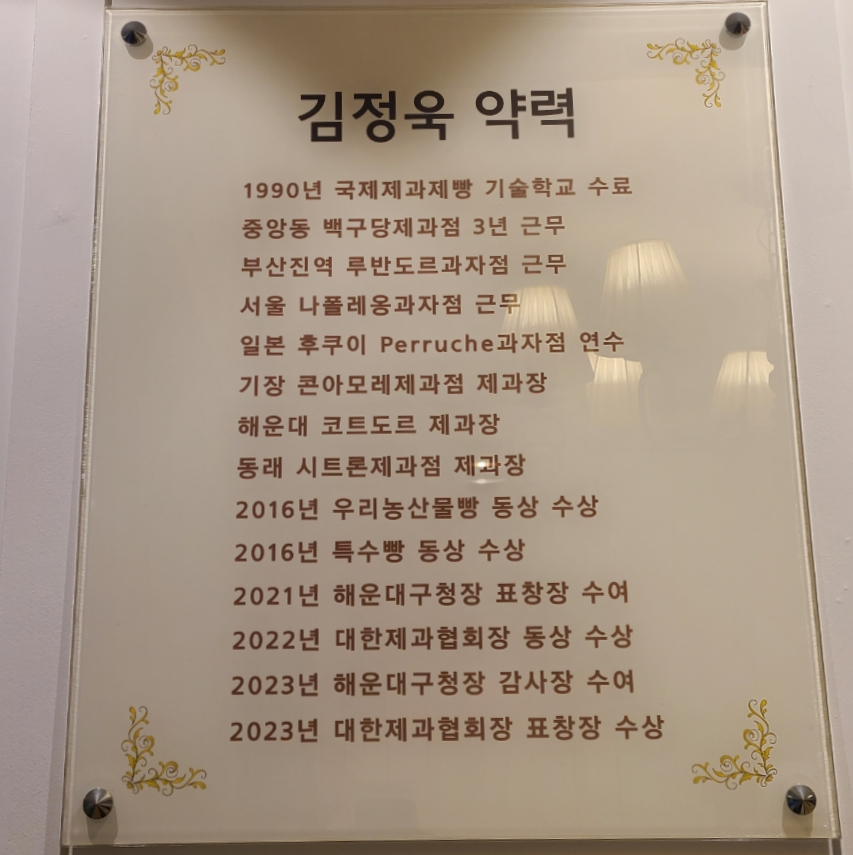 김정욱 약력
1990년 국제제과제빵 기술학교 수료
중앙동 백구당제과점 3년 근무
부산진역 루반도르과자점 근무
서울 나폴레옹과자점 근무
일본 후쿠이 Perruche과자점 연수
기장 콘아모레제과점 제과장
해운대 코트도르 제과장
동래 시트론제과점 제과장
2016년 우리농산물빵 동상 수상
2016년 특수빵 동상 수상
2021년 해운대구청장 표창장 수여
2022년 대한제과협회장 동상 수상
2023년 해운대구청장 감사장 수여
2023년 대한제과협회장 표창장 수상